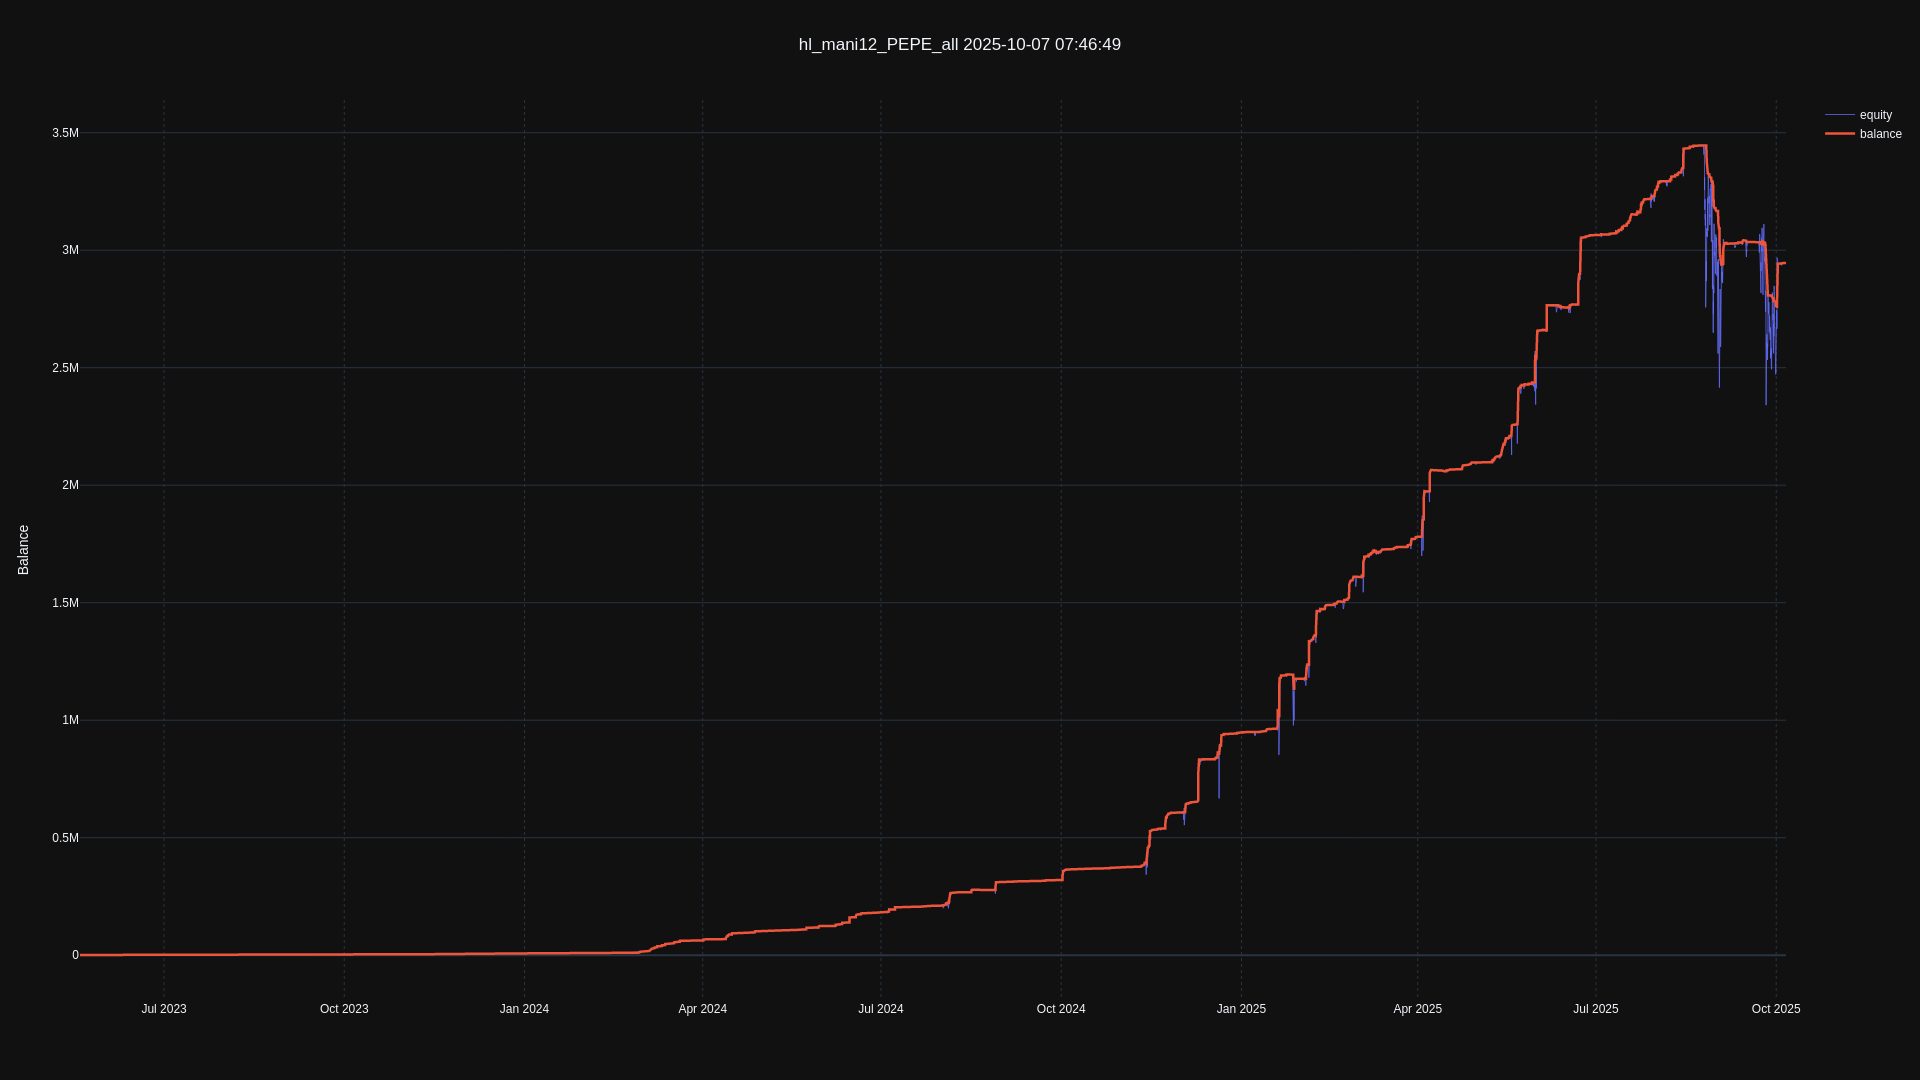 hl_mani12_PEPE_all 2025-10-07 07:46:49
equity
balance
3.5M
3M
2.5M
2M
1.5M
1M
0.5M
0
Balance
Jul 2023
Oct 2023
Jan 2024
Apr 2024
Jul 2024
Oct 2024
Jan 2025
Apr 2025
Jul 2025
Oct 2025